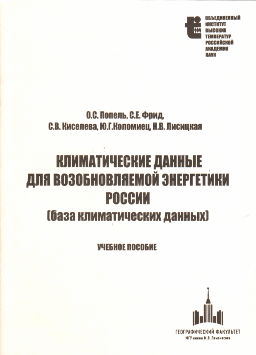 ОБЪЕДИНЕННЫЙ
ИНСТИТУТ
ВЫСОКИХ
ТЕМПЕРАТУР
РОССИЙСКОЙ
АКАДЕМИИ
НАУК
О.С. Попель, С.Е. Фрид,
С.В. Киселева, Ю.Г.Коломиец, Н.В. Лисицкая
КЛИМАТИЧЕСКИЕ ДАННЫЕ
ДЛЯ ВОЗОБНОВЛЯЕМОЙ ЭНЕРГЕТИКИ
РОССИИ
(база климатических данных)
УЧЕБНОЕ ПОСОБИЕ
ГЕОГРАФИЧЕСКИЙ ФАКУЛЬТЕТ
МГУ имени М.В. Ломоносова